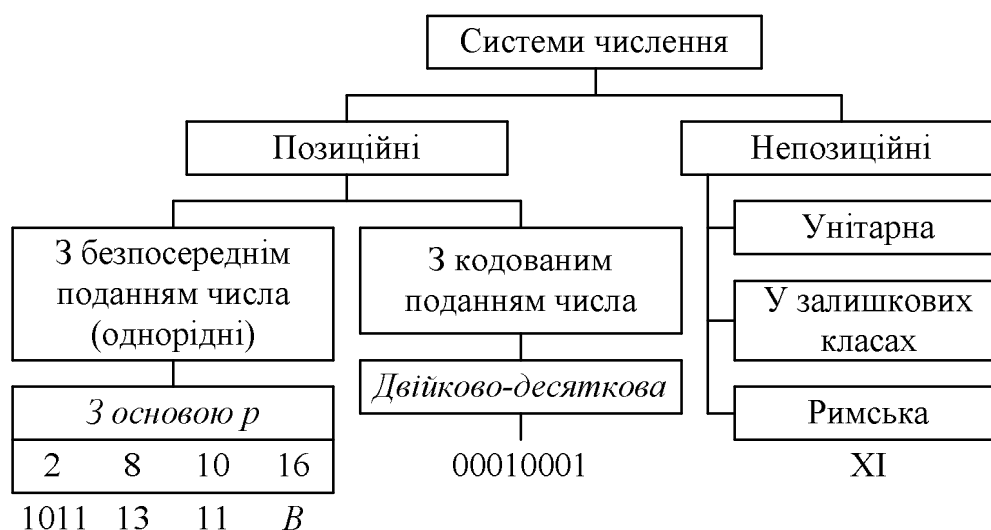 Системи числення
Позиційні
Непозиційні
З безпосереднім
поданням числа
(однорідні)
З кодованим
поданням числа
Унітарна
У залишкових
класах
Римська
XI
Двійково-десяткова
00010001
З основою p
2 8 10 16
1011 13 11 B